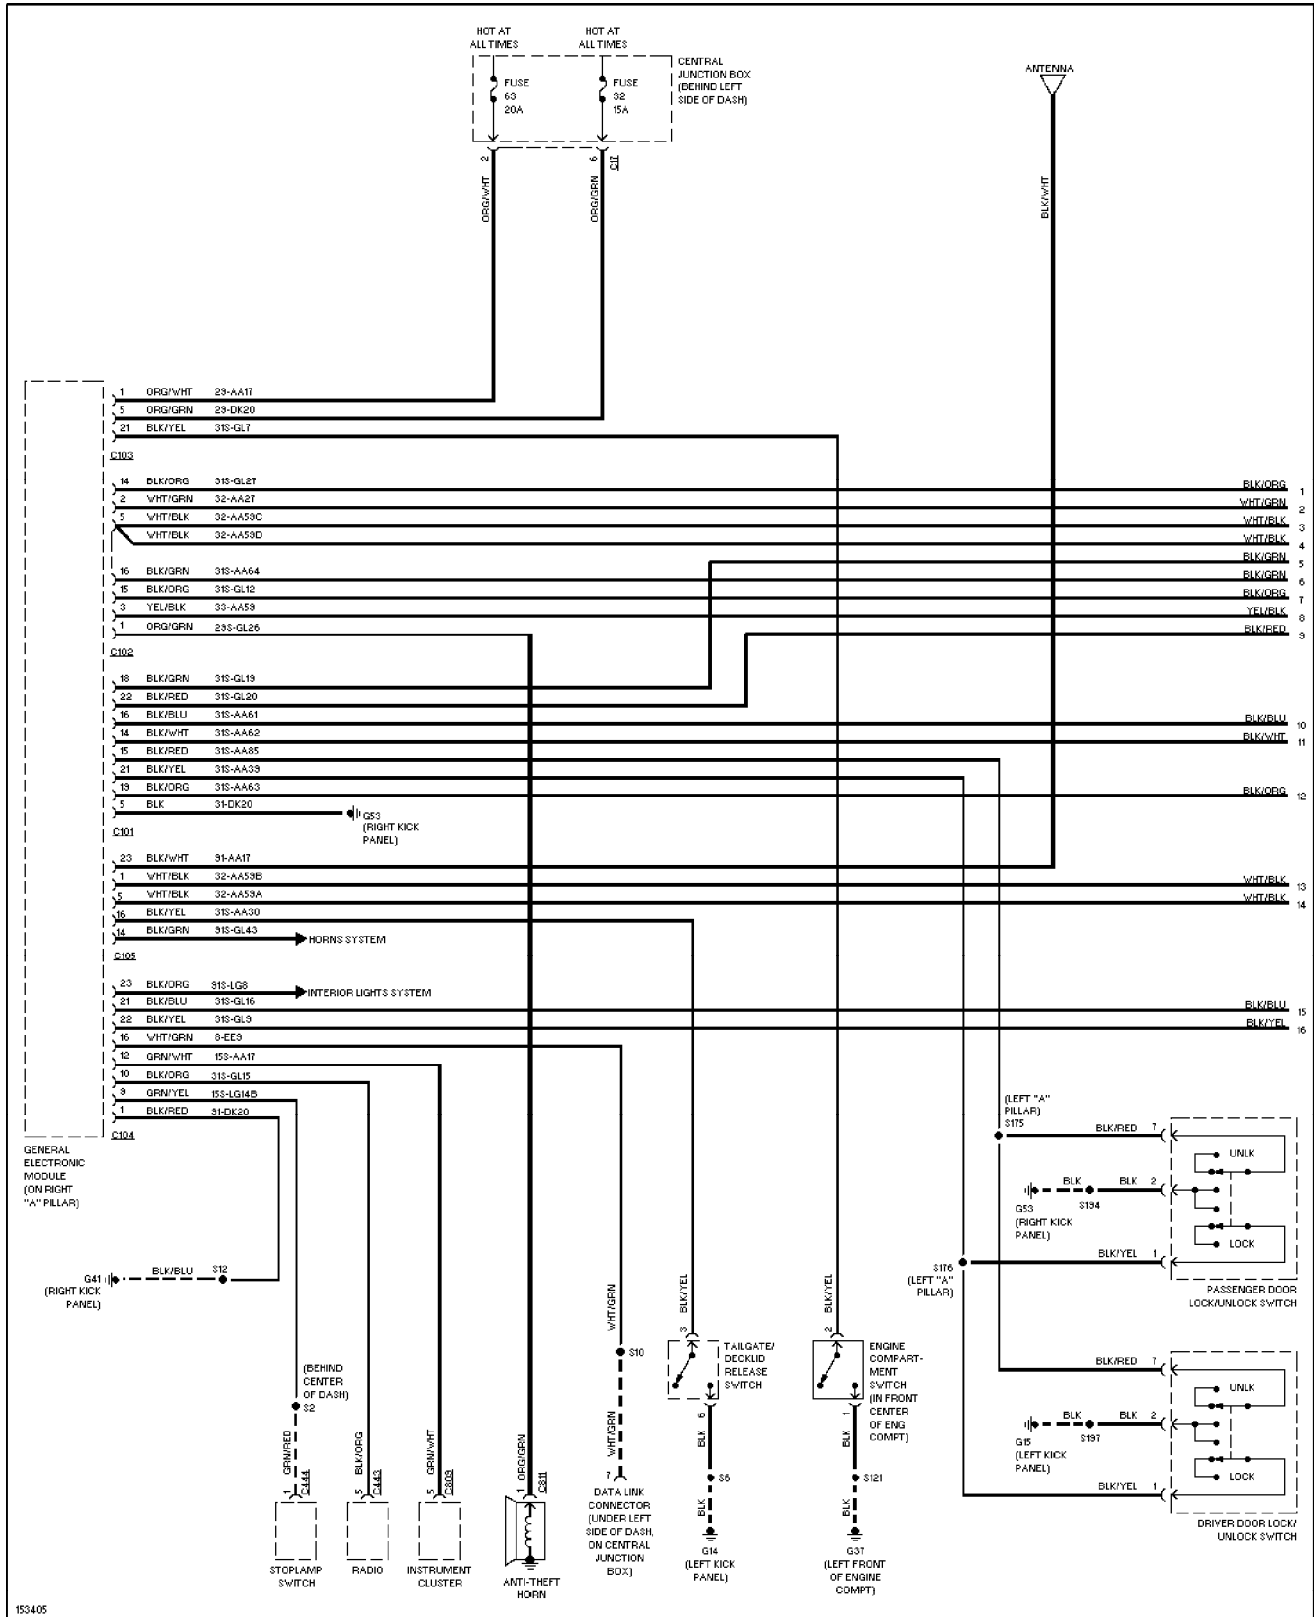 HOT AT
ALL TIMES
HOT AT
ALL TIMES
FUSE
63
20A
FUSE
32
15A
CENTRAL
JUNCTION BOX
(BEHIND LEFT
SIDE OF DASH)
ANTENNA
2
6
C17
ORG/WHT
ORG/GRN
BLK/WHT
1 ORG/WHT 29-AA17
5 ORG/GRN 29-DK20
21 BLK/YEL 31S-GL7
C103
14 BLK/ORG 31S-GL27 BLK/ORG 1
2 WHT/GRN 32-AA27 WHT/GRN 2
5 WHT/BLK 32-AA59C WHT/BLK 3
WHT/BLK 32-AA59D WHT/BLK 4
BLK/GRN 5
16 BLK/GRN 31S-AA64 BLK/GRN 6
15 BLK/ORG 31S-GL12 BLK/ORG 7
3 YEL/BLK 33-AA59 YEL/BLK 8
1 ORG/GRN 29S-GL26 BLK/RED 9
C102
18 BLK/GRN 31S-GL19
22 BLK/RED 31S-GL20
16 BLK/BLU 31S-AA61 BLK/BLU 10
14 BLK/WHT 31S-AA62 BLK/WHT 11
15 BLK/RED 31S-AA85
21 BLK/YEL 31S-AA39
19 BLK/ORG 31S-AA63 BLK/ORG 12
5 BLK 31-DK20
G53
(RIGHT KICK
PANEL)
C101
23 BLK/WHT 91-AA17
1 WHT/BLK 32-AA59B WHT/BLK 13
5 WHT/BLK 32-AA59A WHT/BLK 14
16 BLK/YEL 31S-AA30
14 BLK/GRN 91S-GL43 HORNS SYSTEM
C105
23 BLK/ORG 91S-LG8 INTERIOR LIGHTS SYSTEM
21 BLK/BLU 31S-GL16 BLK/BLU 15
22 BLK/YEL 31S-GL9 BLK/YEL 16
16 WHT/GRN 8-EE9
12 GRN/WHT 15S-AA17
10 BLK/ORG 31S-GL15
9 GRN/YEL 15S-LG14B
1 BLK/RED 91-DK20
C104
GENERAL
ELECTRONIC
MODULE
(ON RIGHT
"A" PILLAR)
(LEFT "A"
PILLAR)
S175
BLK/RED 7
UNLK
BLK BLK 2
S194
G53
(RIGHT KICK
PANEL)
LOCK
BLK/YEL 1
S176
(LEFT "A"
PILLAR)
PASSENGER DOOR
LOCK/UNLOCK SWITCH
G41
(RIGHT KICK
PANEL)
BLK/BLU
S12
WHT/GRN
BLK/YEL
BLK/YEL
3
2
S10
TAILGATE/
DECKLID
RELEASE
SWITCH
ENGINE
COMPART-
MENT
SWITCH
(IN FRONT
CENTER
OF ENG
COMPT)
(BEHIND
CENTER
OF DASH)
S2
BLK/RED 7
UNLK
BLK BLK 2
S197
G15
(LEFT KICK
PANEL)
LOCK
BLK/YEL 1
DRIVER DOOR LOCK/
UNLOCK SWITCH
GRN/RED
BLK/ORG
GRN/WHT
ORG/GRN
WHT/GRN
6
BLK
1
BLK
1
C444
5
C443
5
C809
1
C811
7
S6
S121
BLK
BLK
STOPLAMP
SWITCH
RADIO
INSTRUMENT
CLUSTER
ANTI-THEFT
HORN
DATA LINK
CONNECTOR
(UNDER LEFT
SIDE OF DASH,
ON CENTRAL
JUNCTION
BOX)
G14
(LEFT KICK
PANEL)
G37
(LEFT FRONT
OF ENGINE
COMPT)
153405